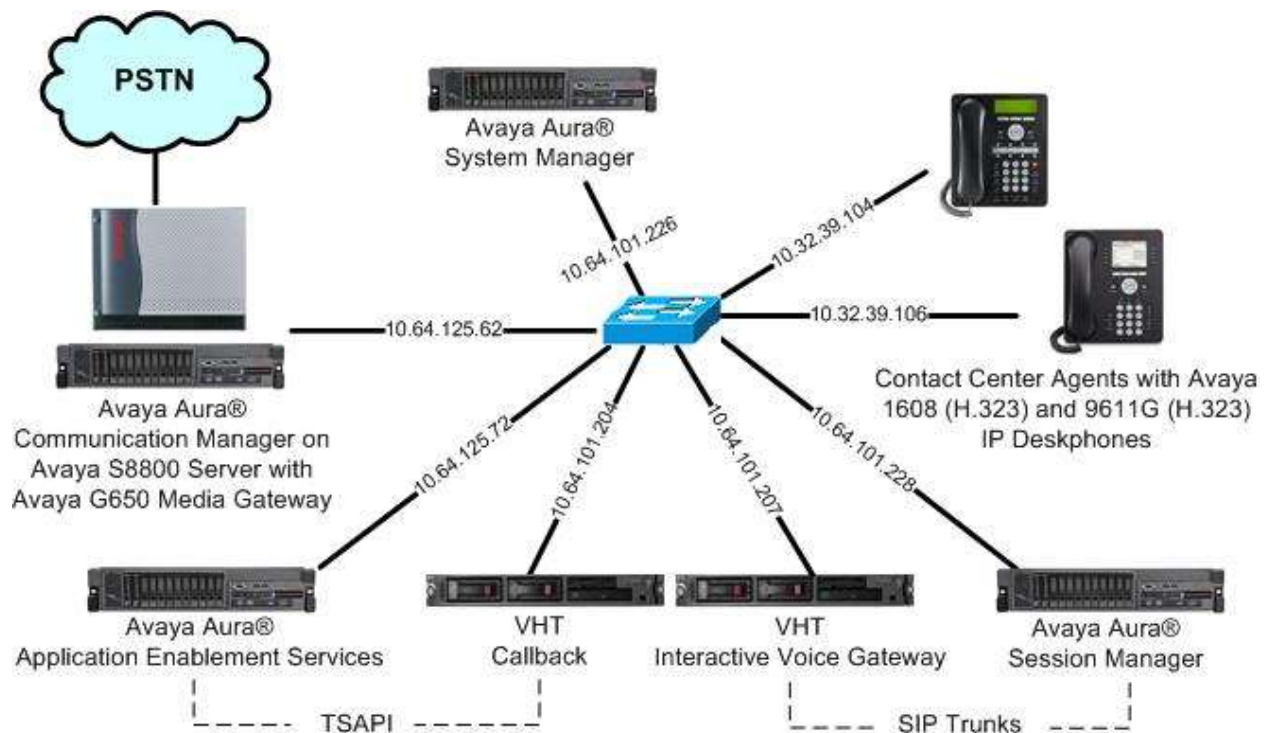 PSTN
Avaya Aura®
System Manager
10.64.101.226
10.32.39.104
10.64.125.62
10.32.39.106
Avaya Aura®
Communication Manager on
Avaya S8800 Server with
Avaya G650 Media Gateway
Contact Center Agents with Avaya
1608 (H.323) and 9611G (H.323)
IP Deskphones
10.64.125.72
10.64.101.204
10.64.101.207
10.64.101.228
Avaya Aura®
Application Enablement Services
VHT
Callback
VHT
Interactive Voice Gateway
Avaya Aura®
Session Manager
TSAPI
SIP Trunks